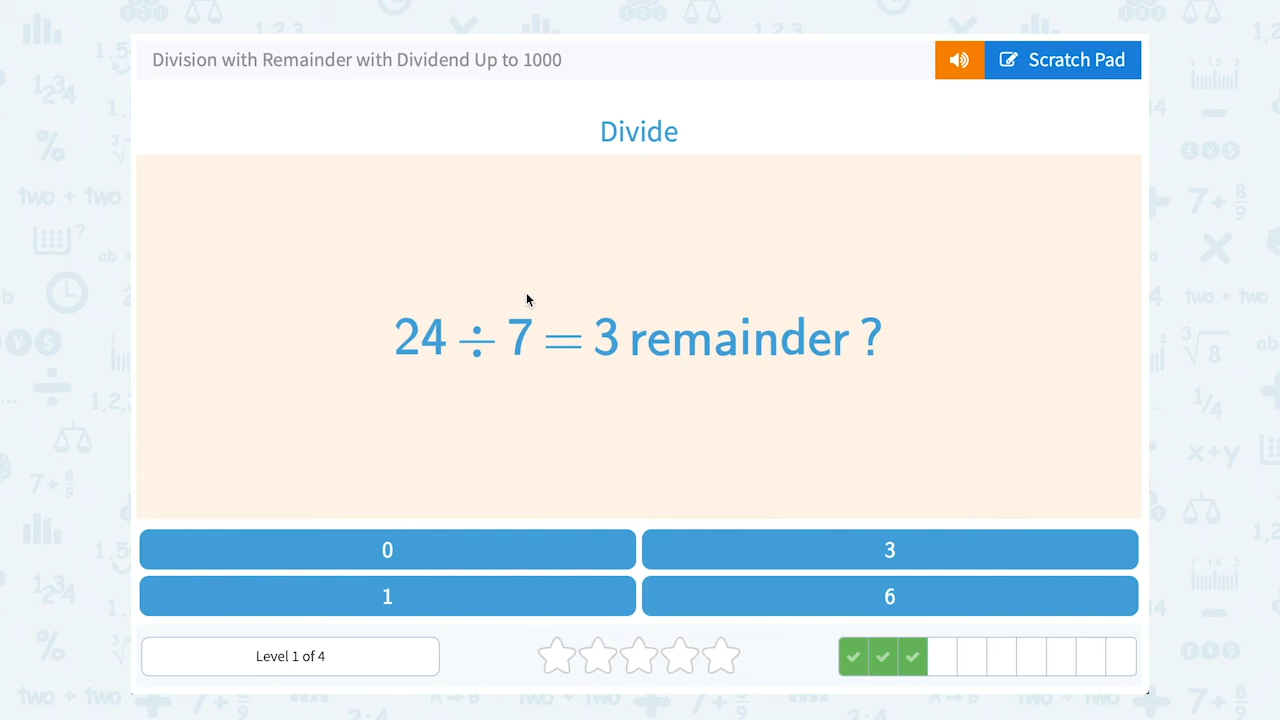 Division with Remainder with Dividend Up to 1000
Scratch Pad
Divide
24 ÷ 7 = 3 remainder ?
0
3
1
6
Level 1 of 4